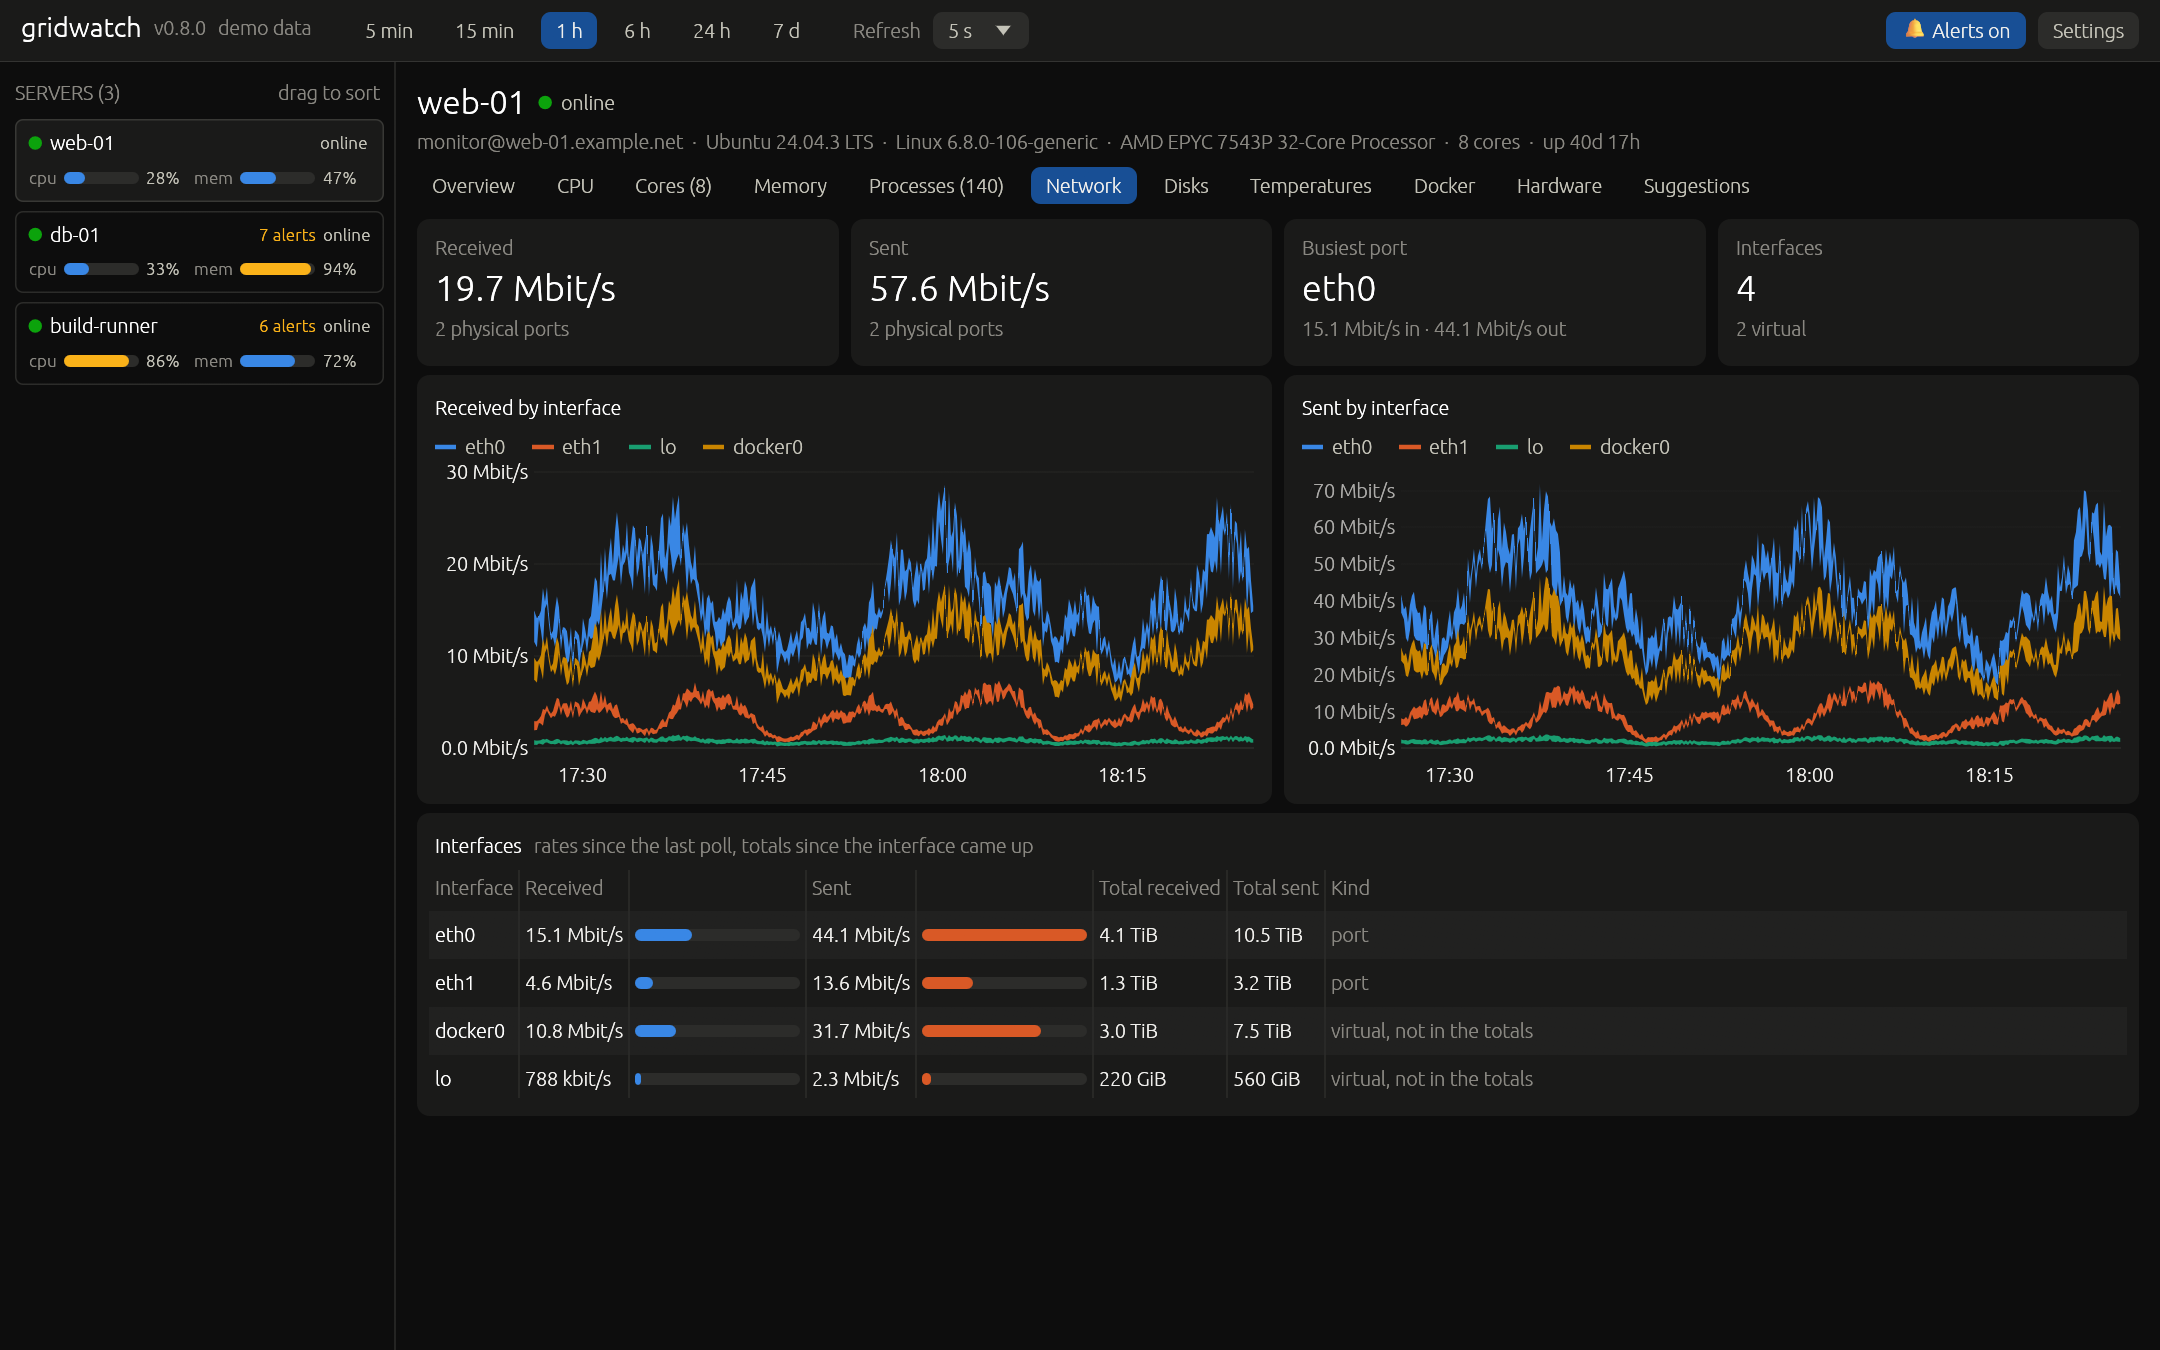 gridwatch v0.8.0 demo data 5 min 15 min 1 h 6 h 24 h 7 d Refresh 5 s Alerts on Settings
SERVERS (3) drag to sort
web-01 online
cpu 28% mem 47%
db-01 7 alerts online
cpu 33% mem 94%
build-runner 6 alerts online
cpu 86% mem 72%
web-01 online
monitor@web-01.example.net · Ubuntu 24.04.3 LTS · Linux 6.8.0-106-generic · AMD EPYC 7543P 32-Core Processor · 8 cores · up 40d 17h
Overview CPU Cores (8) Memory Processes (140) Network Disks Temperatures Docker Hardware Suggestions
Received
19.7 Mbit/s
2 physical ports
Sent
57.6 Mbit/s
2 physical ports
Busiest port
eth0
15.1 Mbit/s in · 44.1 Mbit/s out
Interfaces
4
2 virtual
Received by interface
eth0 eth1 lo docker0
30 Mbit/s
20 Mbit/s
10 Mbit/s
0.0 Mbit/s
17:30 17:45 18:00 18:15
Sent by interface
eth0 eth1 lo docker0
70 Mbit/s
60 Mbit/s
50 Mbit/s
40 Mbit/s
30 Mbit/s
20 Mbit/s
10 Mbit/s
0.0 Mbit/s
17:30 17:45 18:00 18:15
Interfaces rates since the last poll, totals since the interface came up
Interface Received Sent Total received Total sent Kind
eth0 15.1 Mbit/s 44.1 Mbit/s 4.1 TiB 10.5 TiB port
eth1 4.6 Mbit/s 13.6 Mbit/s 1.3 TiB 3.2 TiB port
docker0 10.8 Mbit/s 31.7 Mbit/s 3.0 TiB 7.5 TiB virtual, not in the totals
lo 788 kbit/s 2.3 Mbit/s 220 GiB 560 GiB virtual, not in the totals